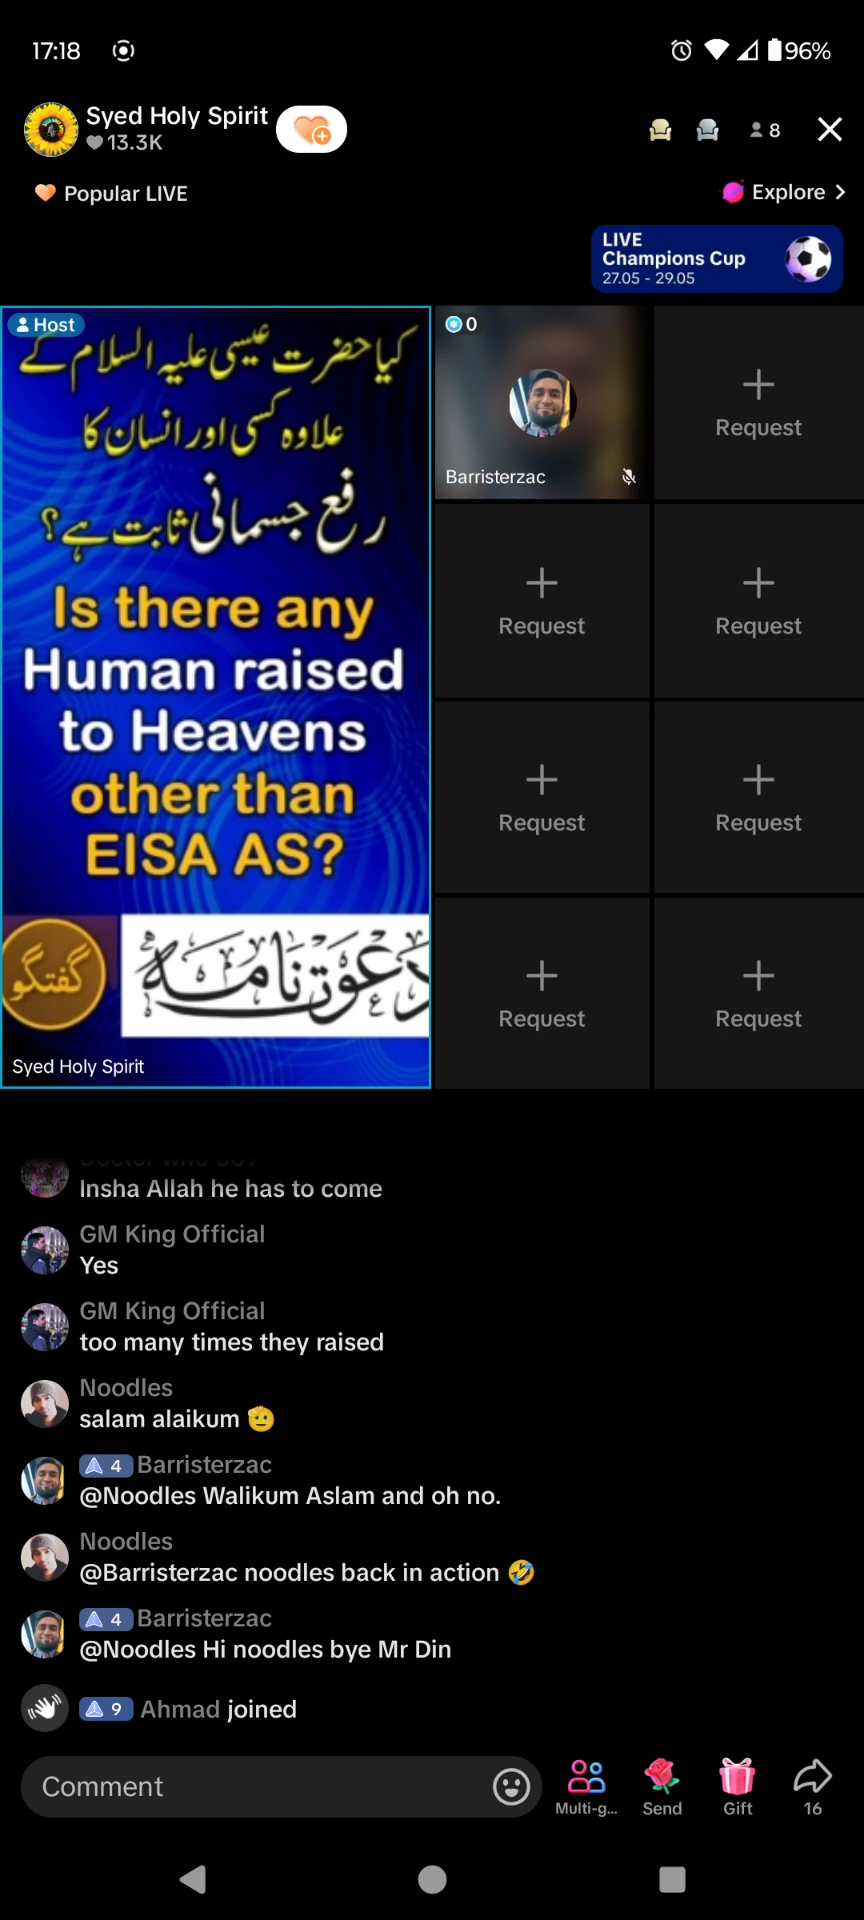 17:18
96%
Syed Holy Spirit
13.3K
8
Popular LIVE
Explore
LIVE
Champions Cup
27.05 - 29.05
Host
کیا حضرت عیسی علیہ السلام کے
علاوہ کسی اور انسان کا
رفع جسمانی ثابت ہے؟
Is there any
Human raised
to Heavens
other than
EISA AS?
گفتگو
دعوت نامہ
Syed Holy Spirit
0
Barristerzac
Request
Request
Request
Request
Request
Request
Request
Insha Allah he has to come
GM King Official
Yes
GM King Official
too many times they raised
Noodles
salam alaikum 🫡
4 Barristerzac
@Noodles Walikum Aslam and oh no.
Noodles
@Barristerzac noodles back in action 🤣
4 Barristerzac
@Noodles Hi noodles bye Mr Din
9 Ahmad joined
Comment
Multi-g...
Send
Gift
16